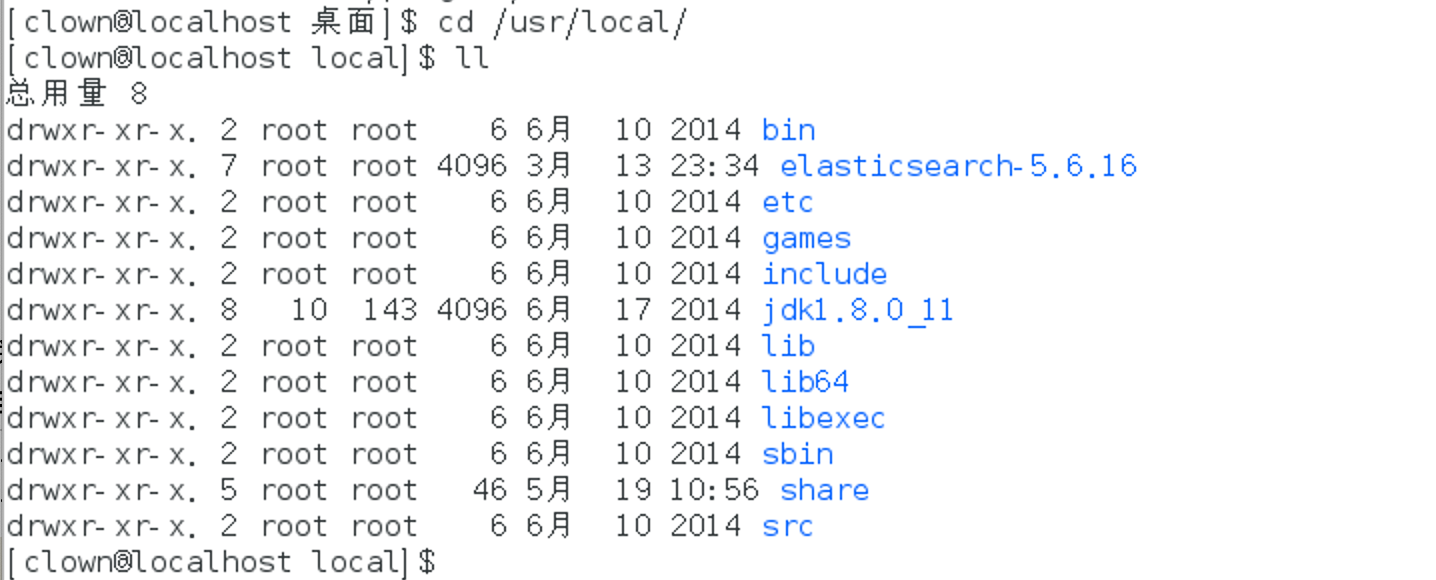 [clown@localhost 桌面]$ cd /usr/local/
[clown@localhost local]$ ll
总用量 8
drwxr-xr-x. 2 root root    6 6月  10 2014 bin
drwxr-xr-x. 7 root root 4096 3月  13 23:34 elasticsearch-5.6.16
drwxr-xr-x. 2 root root    6 6月  10 2014 etc
drwxr-xr-x. 2 root root    6 6月  10 2014 games
drwxr-xr-x. 2 root root    6 6月  10 2014 include
drwxr-xr-x. 8   10  143 4096 6月  17 2014 jdk1.8.0_11
drwxr-xr-x. 2 root root    6 6月  10 2014 lib
drwxr-xr-x. 2 root root    6 6月  10 2014 lib64
drwxr-xr-x. 2 root root    6 6月  10 2014 libexec
drwxr-xr-x. 2 root root    6 6月  10 2014 sbin
drwxr-xr-x. 5 root root   46 5月  19 10:56 share
drwxr-xr-x. 2 root root    6 6月  10 2014 src
[clown@localhost local]$